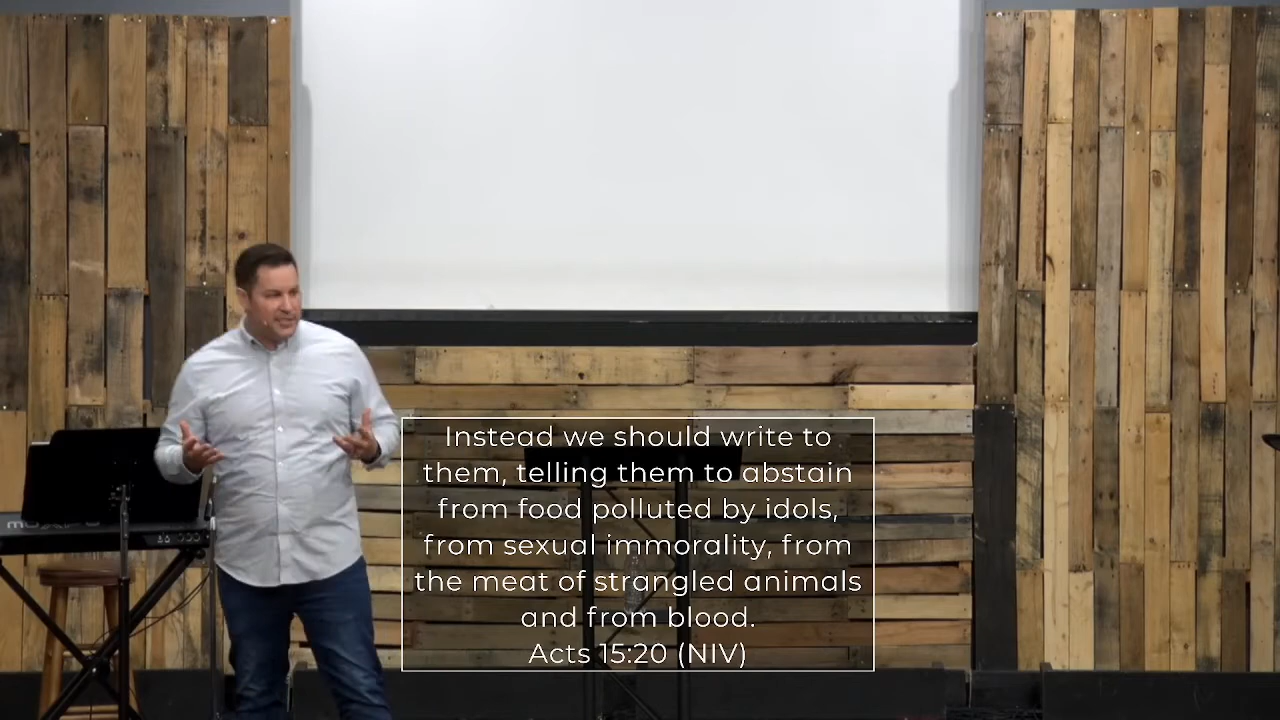 Instead we should write to
them, telling them to abstain
from food polluted by idols,
from sexual immorality, from
the meat of strangled animals
and from blood.
Acts 15:20 (NIV)